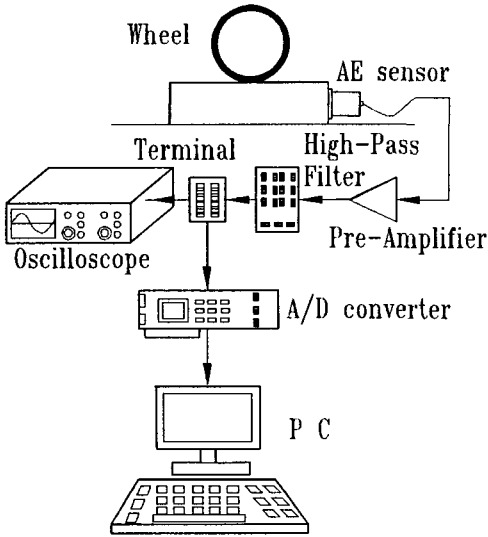 Wheel
AE sensor
Terminal
High-Pass
Filter
Pre-Amplifier
Oscilloscope
A/D converter
P C